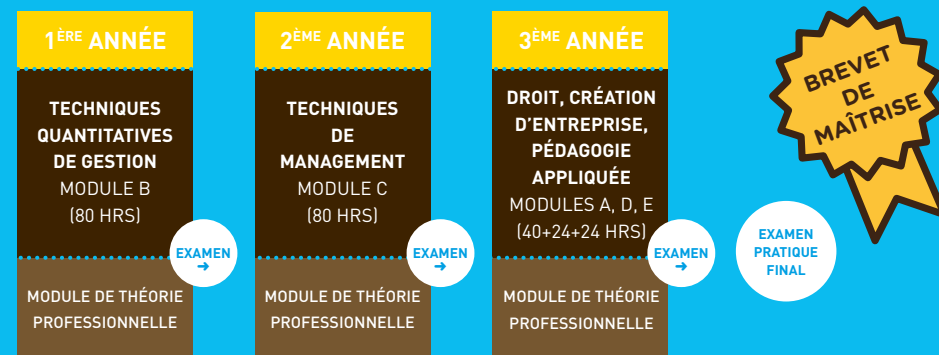 1ÈRE ANNÉE
TECHNIQUES
QUANTITATIVES
DE GESTION
MODULE B
(80 HRS)
EXAMEN
➔
MODULE DE THÉORIE
PROFESSIONNELLE
2ÈME ANNÉE
TECHNIQUES
DE
MANAGEMENT
MODULE C
(80 HRS)
EXAMEN
➔
MODULE DE THÉORIE
PROFESSIONNELLE
3ÈME ANNÉE
DROIT, CRÉATION
D’ENTREPRISE,
PÉDAGOGIE
APPLIQUÉE
MODULES A, D, E
(40+24+24 HRS)
EXAMEN
➔
MODULE DE THÉORIE
PROFESSIONNELLE
EXAMEN
PRATIQUE
FINAL
BREVET
DE
MAÎTRISE